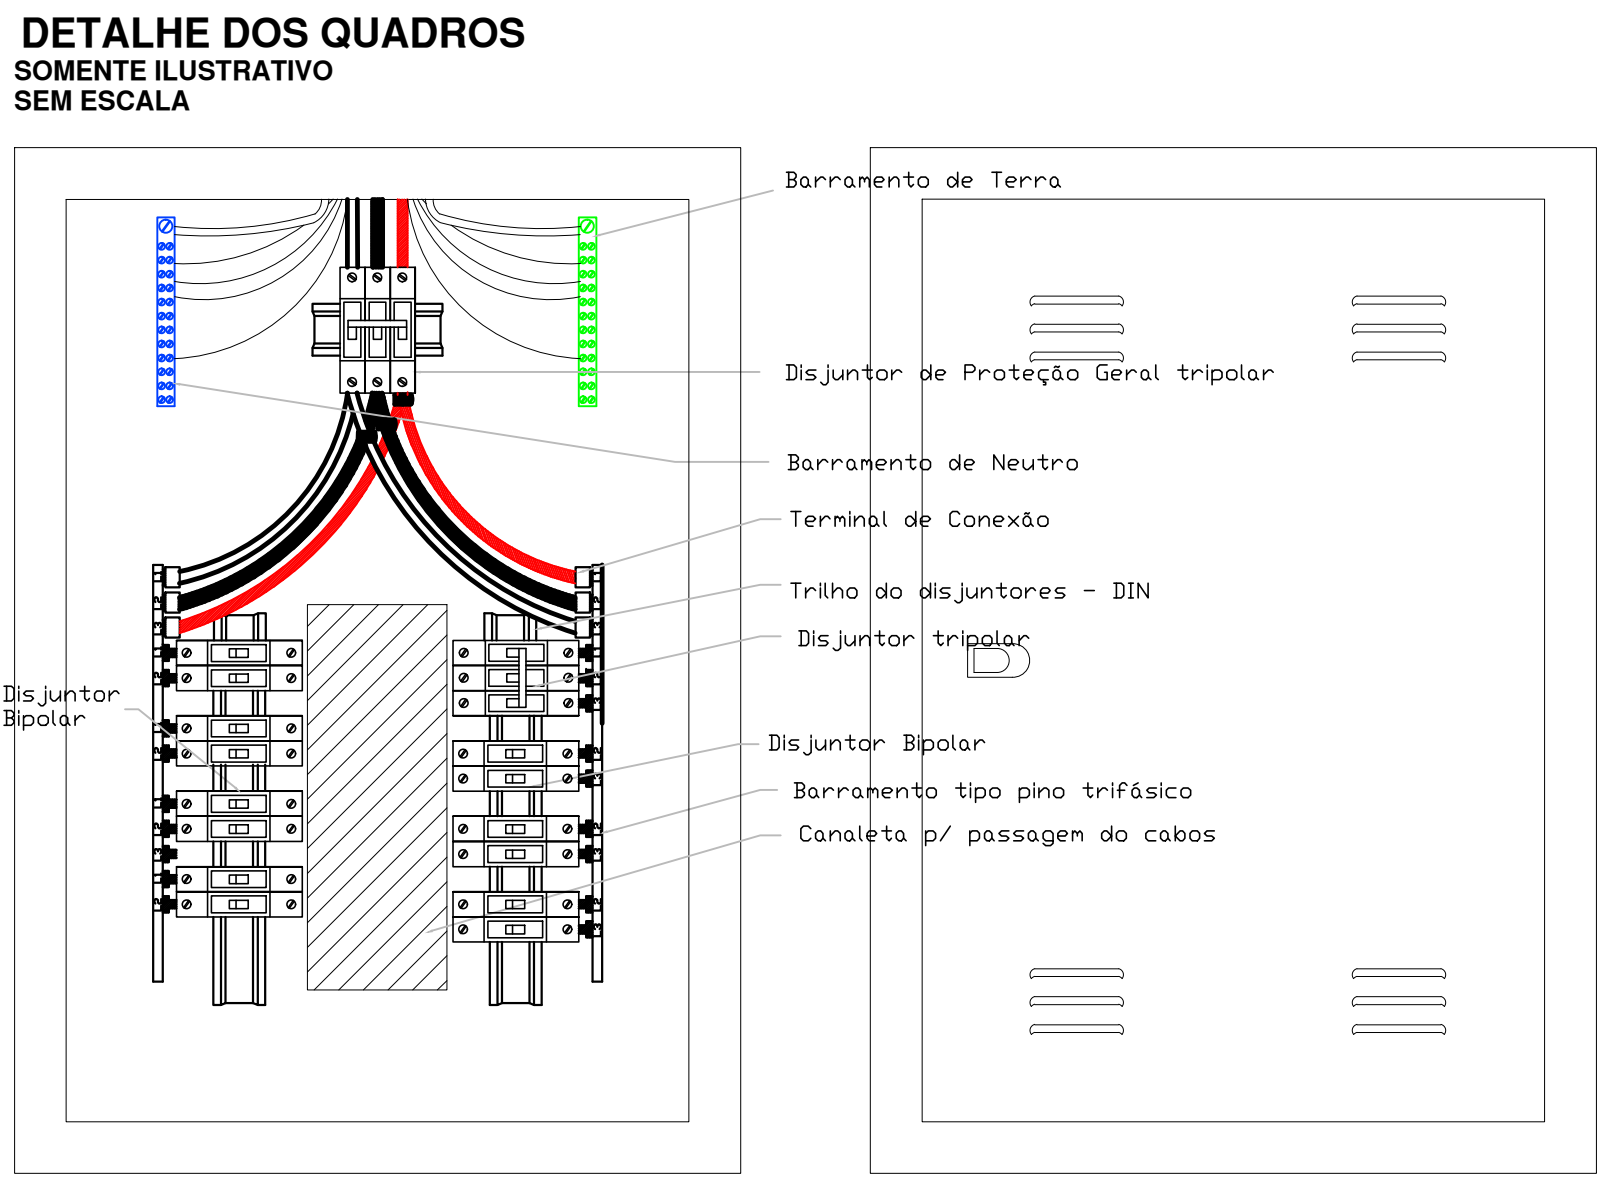 DETALHE DOS QUADROS
SOMENTE ILUSTRATIVO
SEM ESCALA
Barramento de Terra
Disjuntor de Proteção Geral tripolar
Barramento de Neutro
Terminal de Conexão
Trilho do disjuntores - DIN
Disjuntor tripolar
Disjuntor
Bipolar
Disjuntor Bipolar
Barramento tipo pino trifásico
Canaleta p/ passagem do cabos